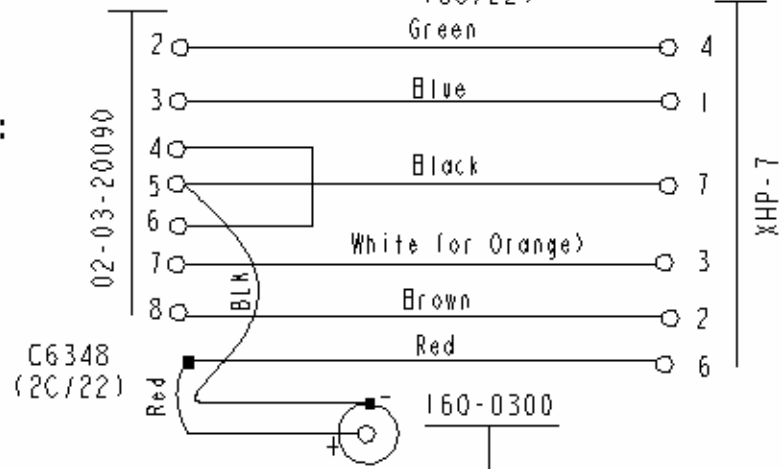 Green
2 4
Blue
3 1
:
4
Black
5 7
6
White (or Orange)
7 3
Brown
8 2
Red
6
02-03-20090
XHP-7
BLK
C6348
(2C/22)
Red
160-0300
-
+